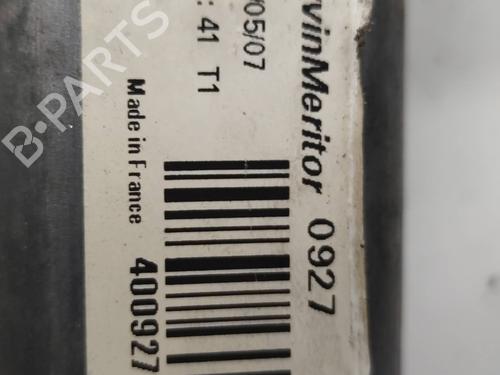 vinMeritor 0927
05/07
: 41 T1
Made in France 400927
B-PARTS